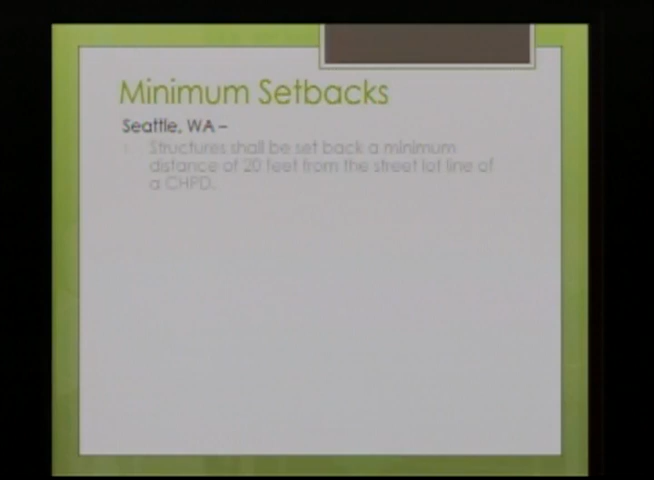 Minimum Setbacks
Seattle, WA –
Structures shall be set back a minimum
distance of 20 feet from the street lot line of
a CHPD.